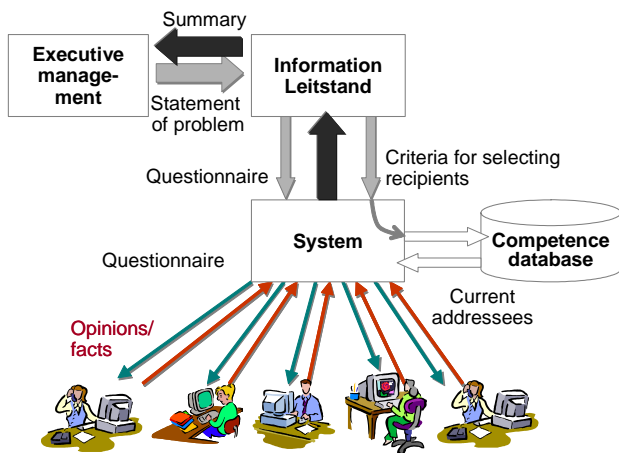 Summary
Executive
manage-
ment
Information
Leitstand
Statement
of problem
Questionnaire
Criteria for selecting
recipients
System
Competence
database
Questionnaire
Current
addressees
Opinions/
facts